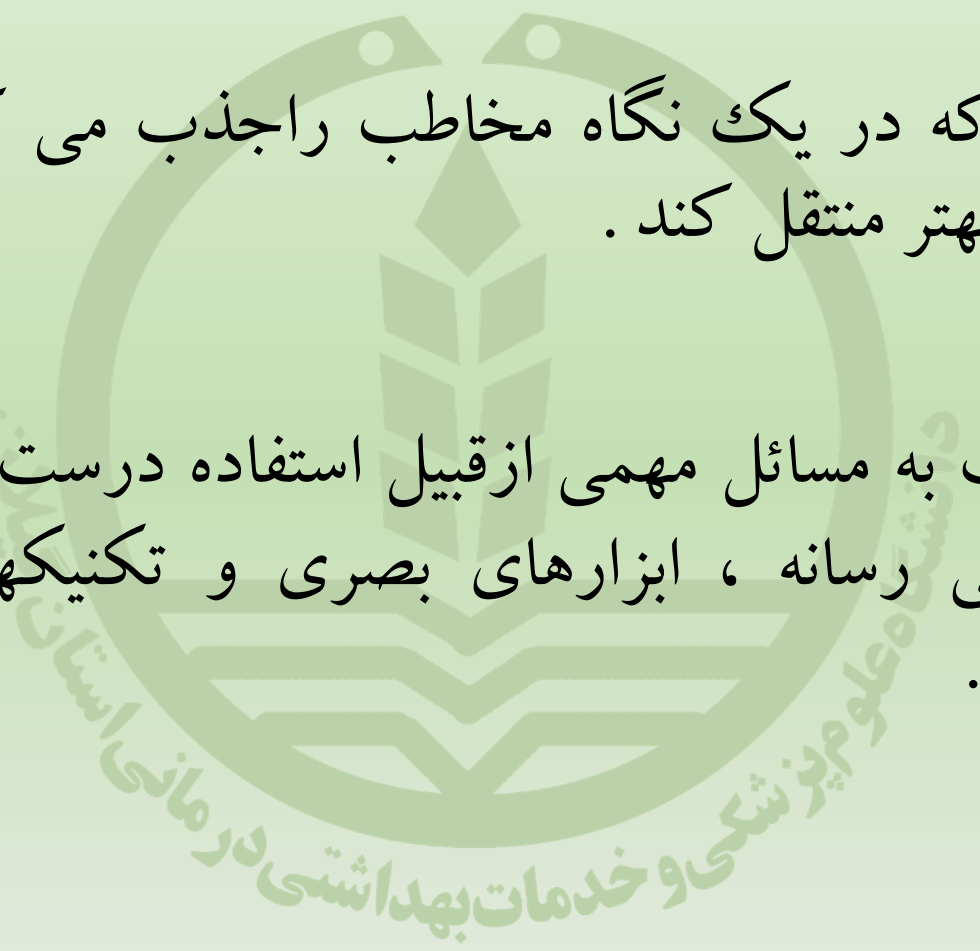 که در یک نگاه مخاطب راجذب می
منتقل کند .
به مسائل مهمی ازقبیل استفاده درست
رسانه ، ابزارهای بصری و تکنیکه
.
دانشگاه علوم پزشکی و خدمات بهداشتی درمانی استان